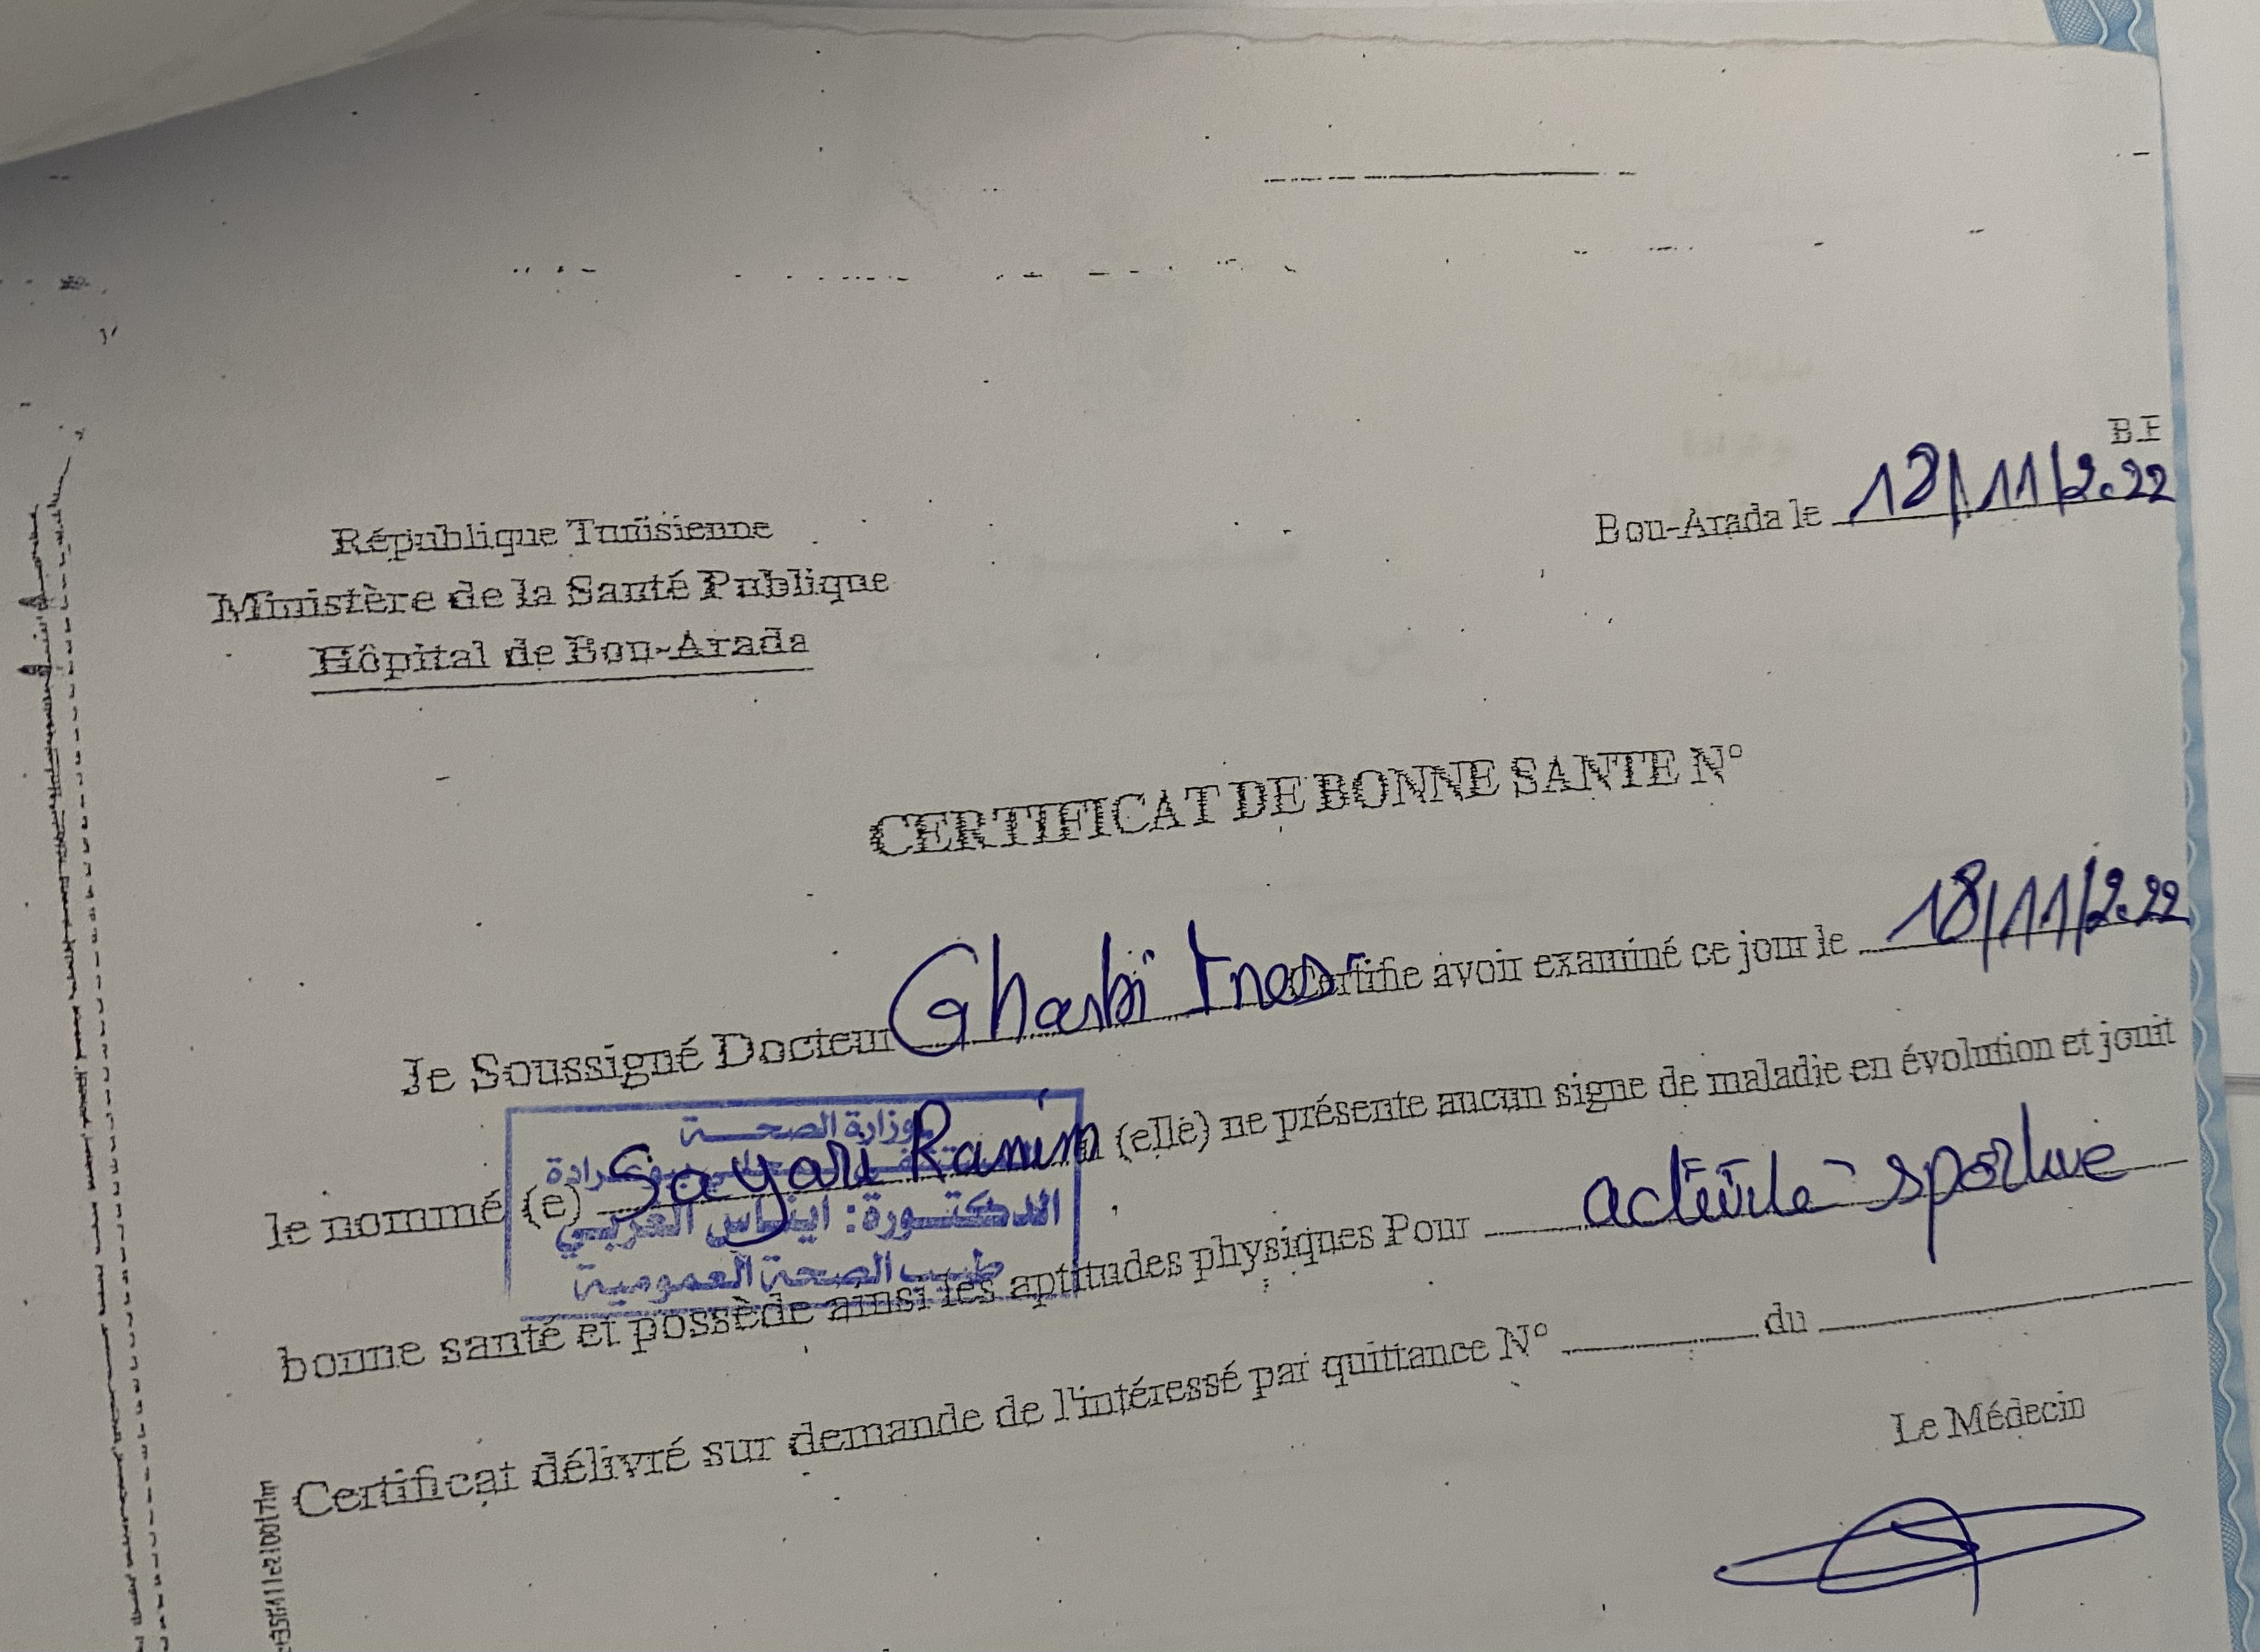 B.E
Bou-Arada le 18/11/2022
République Tunisienne
Ministère de la Santé Publique
Hôpital de Bou-Arada
CERTIFICAT DE BONNE SANTE N°
Je Soussigné Docteur Gharbi Ines Certifie avoir examiné ce jour le 18/11/2022
le nommé (e) Sayari Ranim (elle) ne présente aucun signe de maladie en évolution et jouit
bonne santé et possède ainsi les aptitudes physiques Pour activité sportive
Certificat délivré sur demande de l'intéressé par quittance N° du
Le Médecin
وزارة الصحة
الدكتورة: ايناس الغربي
طبيب الصحة العمومية